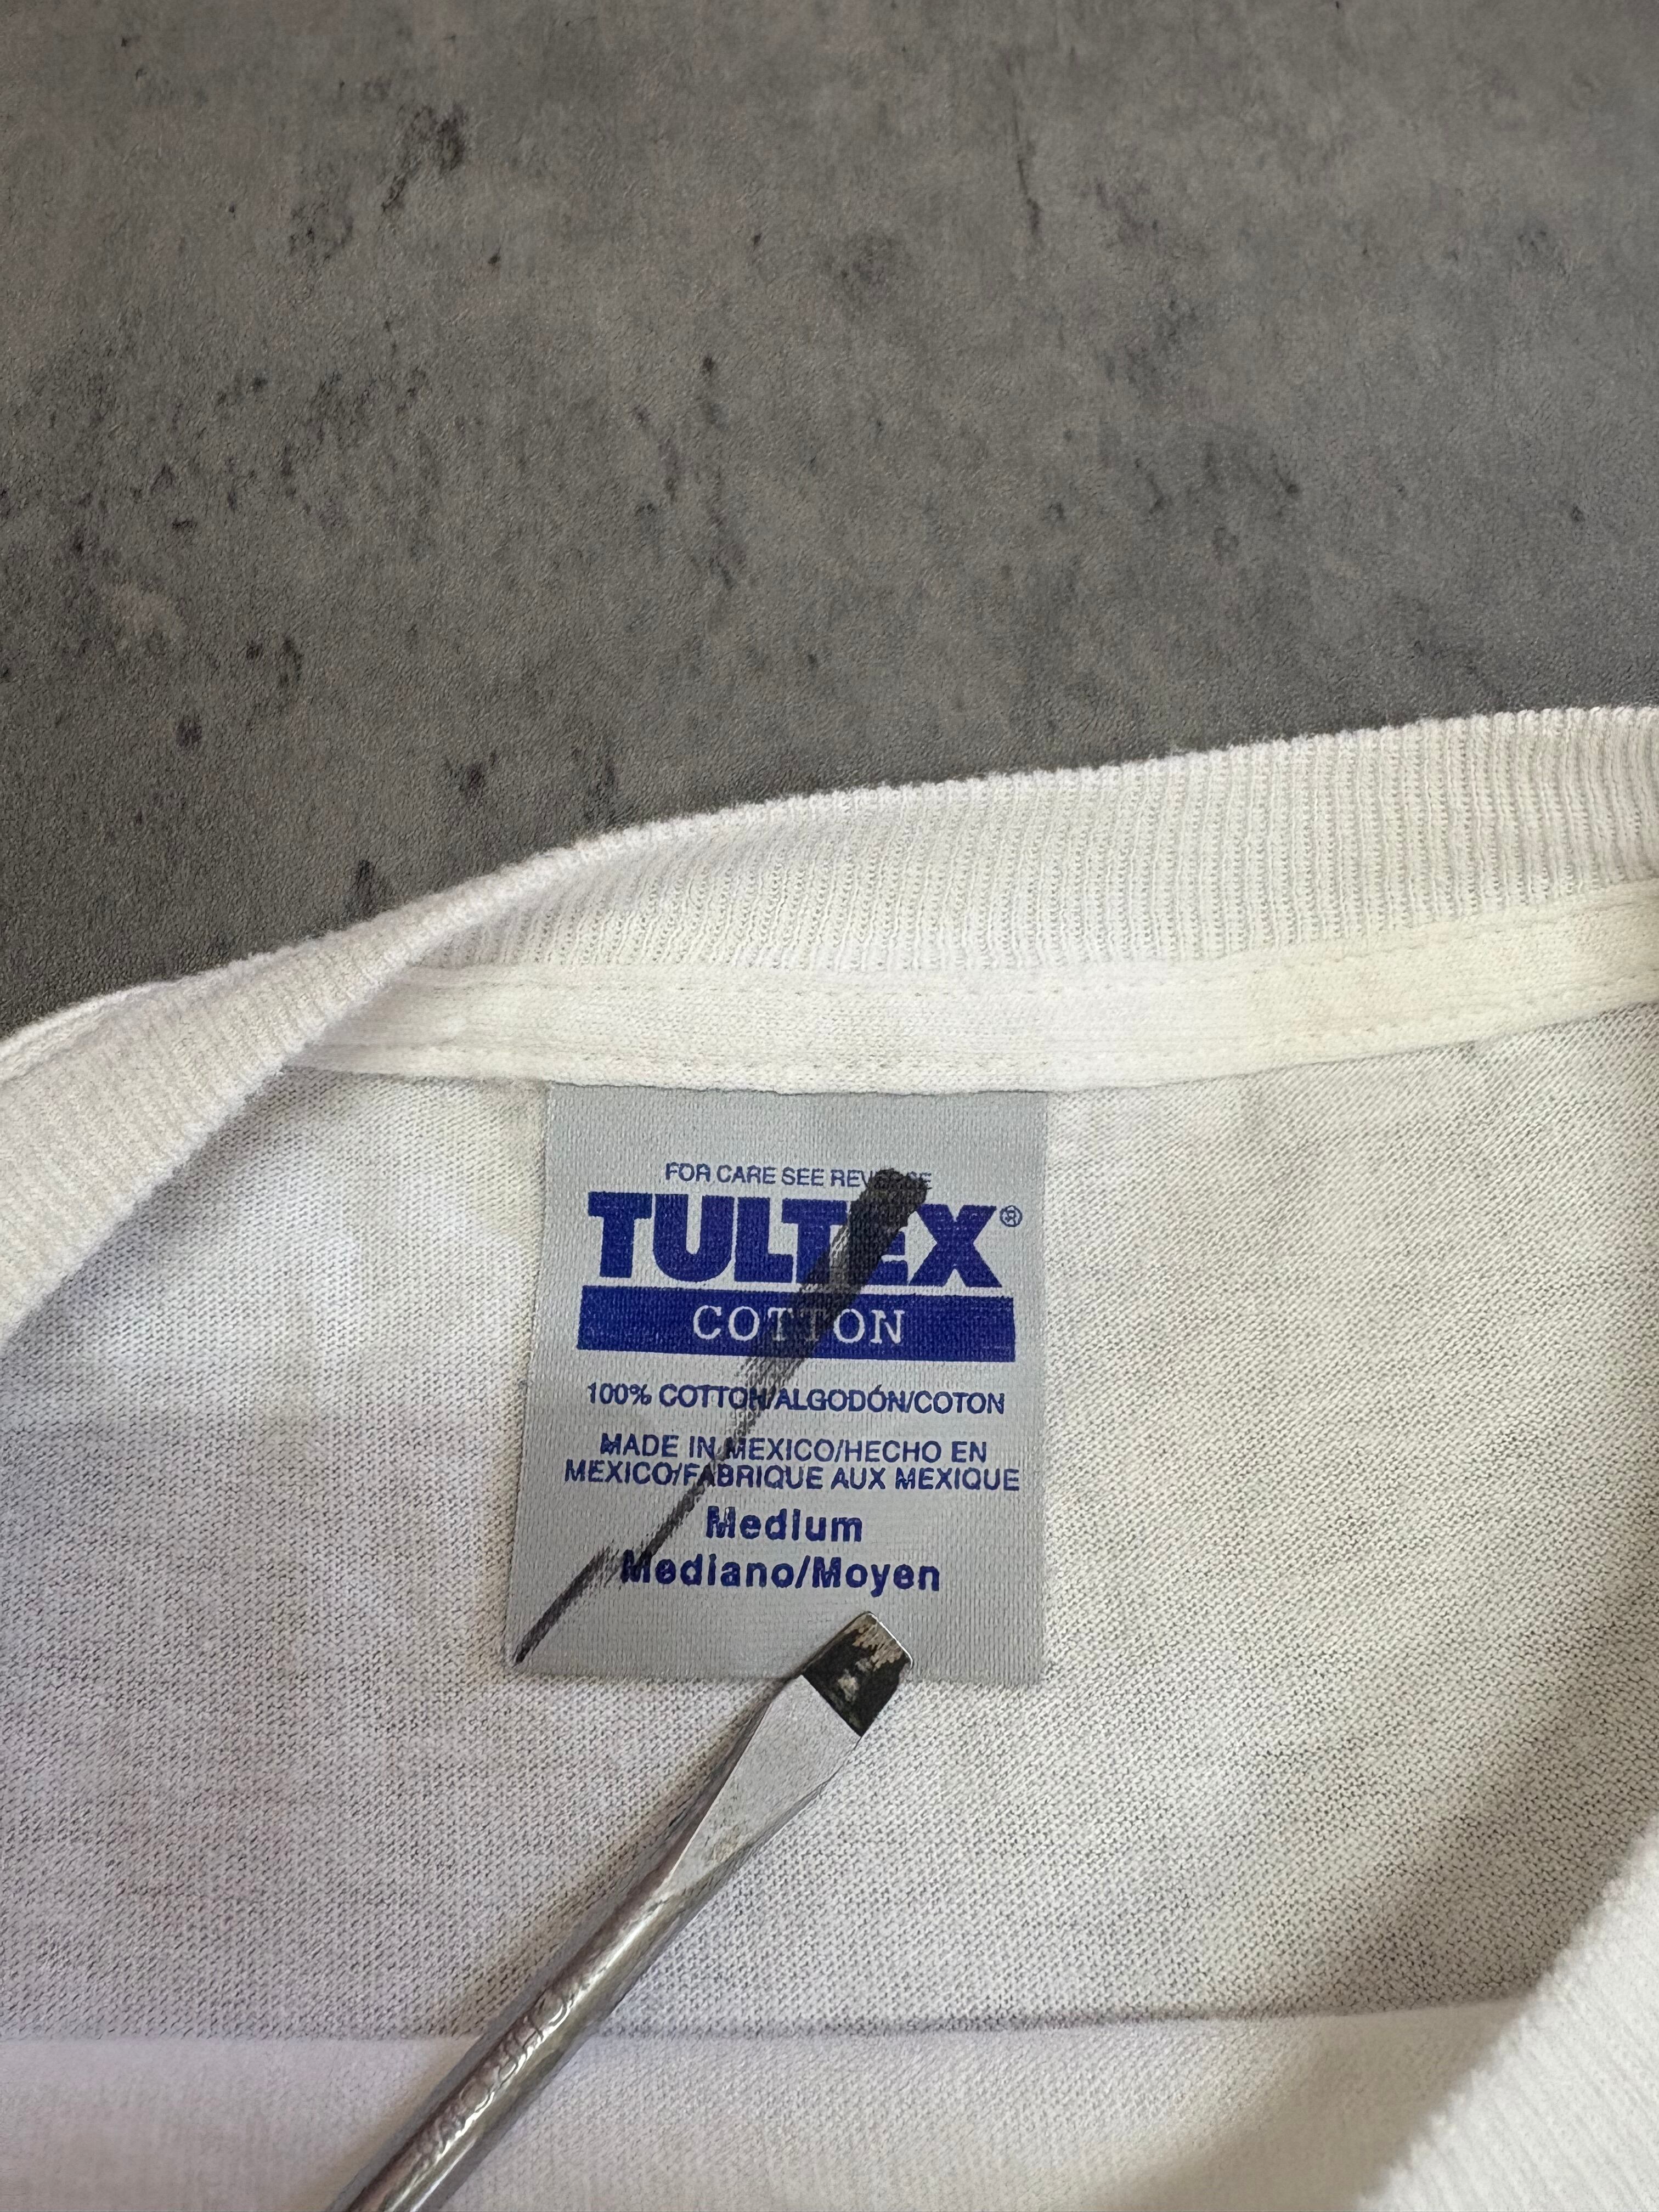 FOR CARE SEE REVERSE
TULTEX®
COTTON
100% COTTON/ALGODÓN/COTON
MADE IN MEXICO/HECHO EN
MEXICO/FABRIQUE AUX MEXIQUE
Medium
Mediano/Moyen